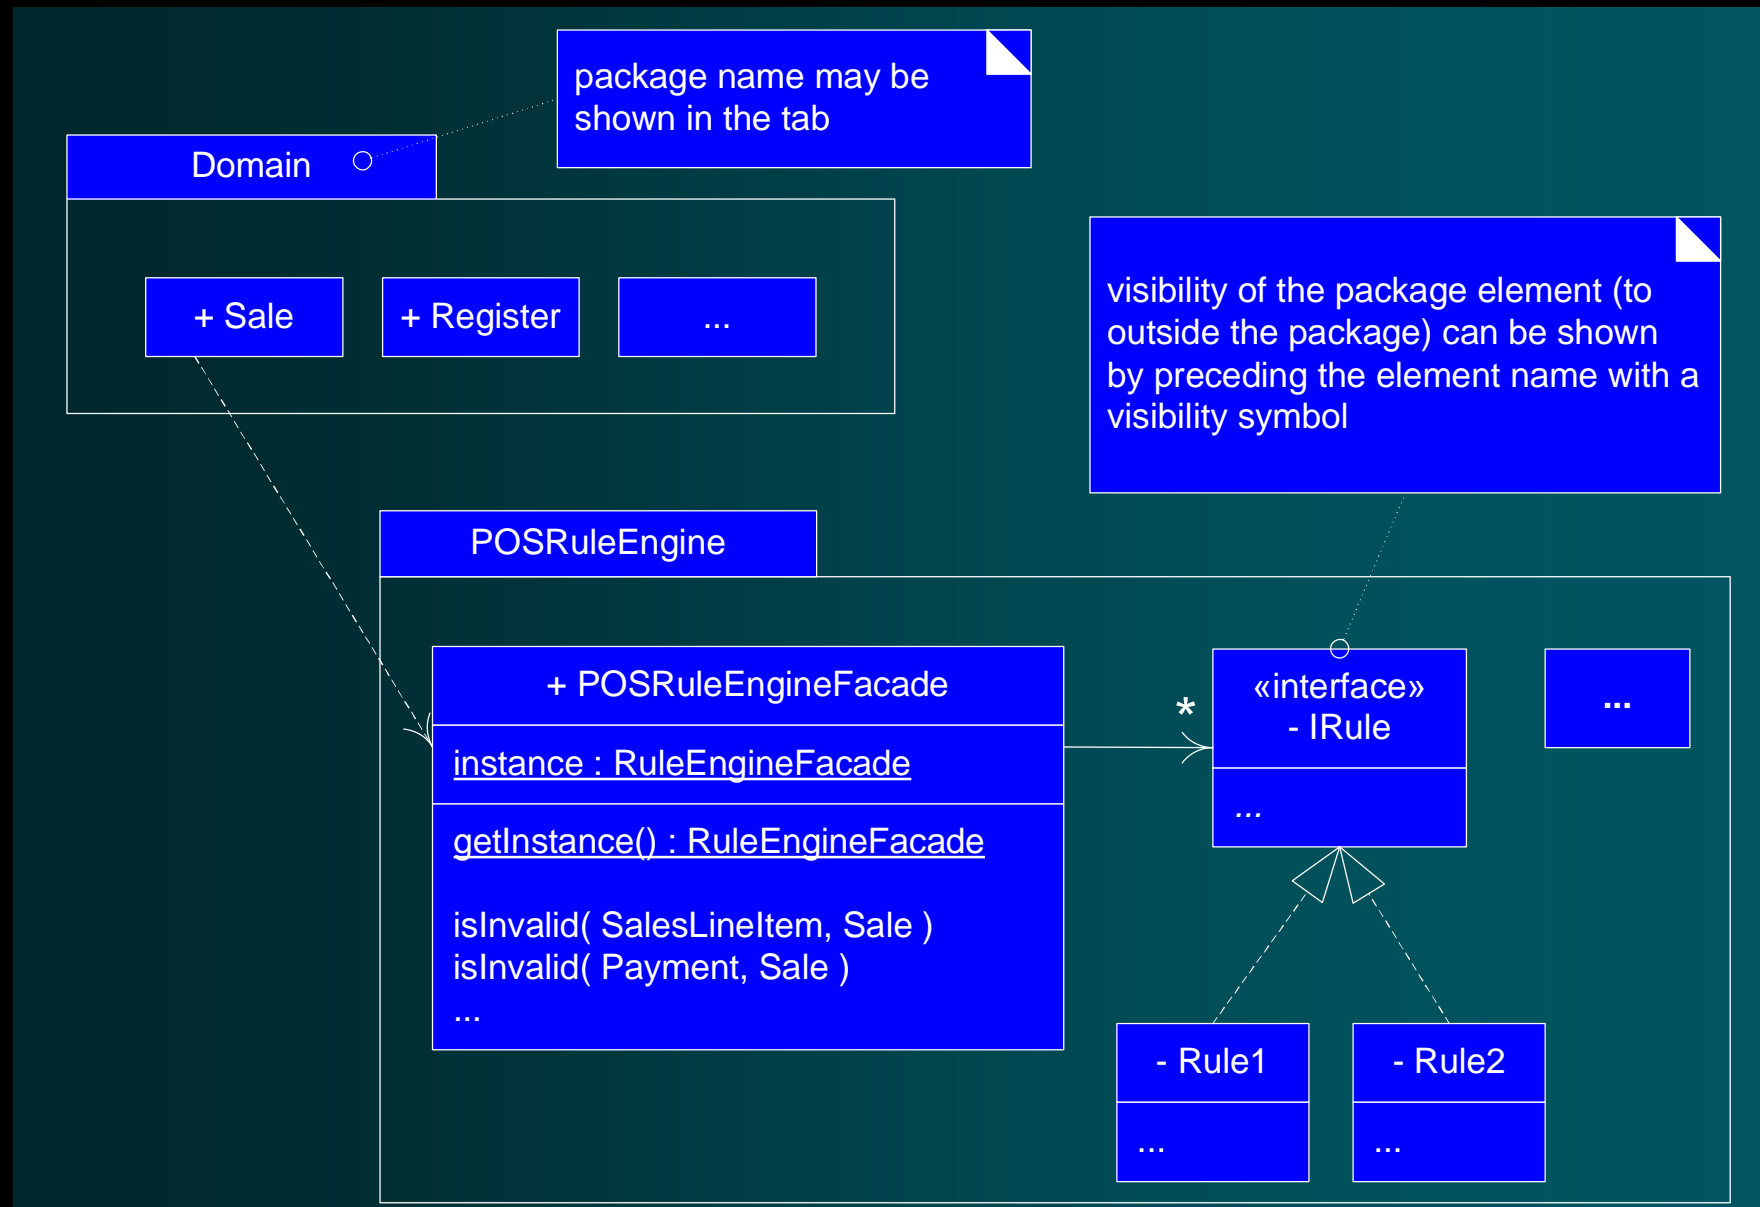 package name may be
shown in the tab
Domain
+ Sale
+ Register
...
visibility of the package element (to
outside the package) can be shown
by preceding the element name with a
visibility symbol
POSRuleEngine
+ POSRuleEngineFacade
instance : RuleEngineFacade
getInstance() : RuleEngineFacade
isInvalid( SalesLineItem, Sale )
isInvalid( Payment, Sale )
...
*
«interface»
- IRule
...
...
- Rule1
...
- Rule2
...